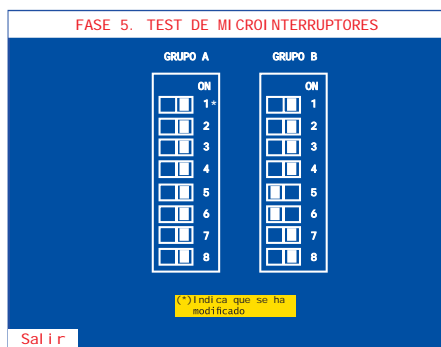 FASE 5. TEST DE MICROINTERRUPTORES
GRUPO A GRUPO B
ON ON
1* 1
2 2
3 3
4 4
5 5
6 6
7 7
8 8
(*)Indica que se ha
modificado
Salir